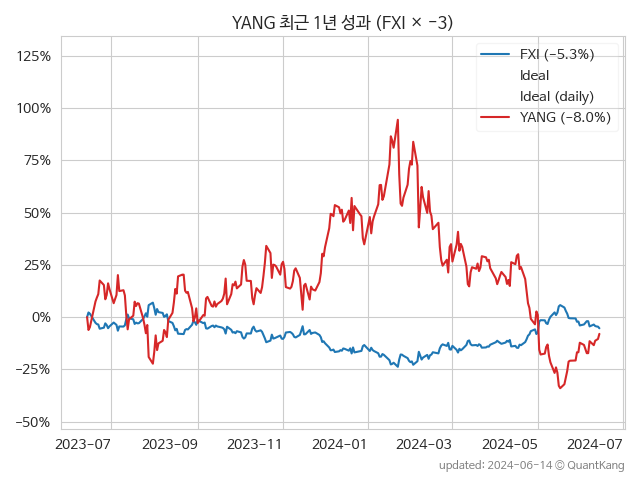 YANG 최근 1년 성과 (FXI × −3)
FXI (−5.3%)
Ideal
Ideal (daily)
YANG (−8.0%)
125%
100%
75%
50%
25%
0%
−25%
−50%
2023−07 2023−09 2023−11 2024−01 2024−03 2024−05 2024−07
updated: 2024−06−14 © QuantKang